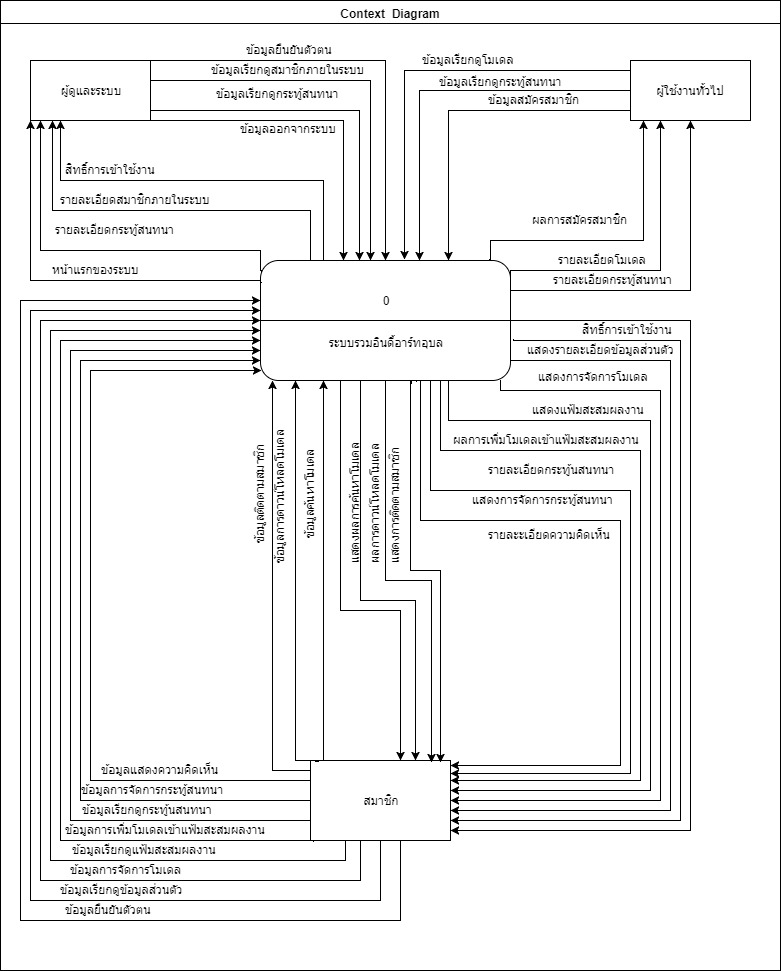 Context Diagram
ข้อมูลยืนยันตัวตน
ข้อมูลเรียกดูสมาชิกภายในระบบ
ข้อมูลเรียกดูกระทู้สนทนา
ข้อมูลออกจากระบบ
ผู้ดูและระบบ
ข้อมูลเรียกดูโมเดล
ข้อมูลเรียกดูกระทู้สนทนา
ข้อมูลสมัครสมาชิก
ผู้ใช้งานทั่วไป
สิทธิ์การเข้าใช้งาน
รายละเอียดสมาชิกภายในระบบ
รายละเอียดกระทู้สนทนา
หน้าแรกของระบบ
ผลการสมัครสมาชิก
รายละเอียดโมเดล
รายละเอียดกระทู้สนทนา
0
ระบบรวมอินดี้อาร์ทอุบล
สิทธิ์การเข้าใช้งาน
แสดงรายละเอียดข้อมูลส่วนตัว
แสดงการจัดการโมเดล
แสดงแฟ้มสะสมผลงาน
ผลการเพิ่มโมเดลเข้าแฟ้มสะสมผลงาน
รายละเอียดกระทู้นสนทนา
แสดงการจัดการกระทู้สนทนา
รายละะเอียดความคิดเห็น
ข้อมูลติดตามสมาชิก
ข้อมูลการดาวน์โหลดโมเดล
ข้อมูลค้นหาโมเดล
แสดงผลการค้นหาโมเดล
ผลการดาวน์โหลดโมเดล
แสดงการติดตามสมาชิก
ข้อมูลแสดงความคิดเห็น
ข้อมูลการจัดการกระทู้สนทนา
ข้อมูลเรียกดูกระทู้นสนทนา
ข้อมูลการเพิ่มโมเดลเข้าแฟ้มสะสมผลงาน
ข้อมูลเรียกดูแฟ้มสะสมผลงาน
ข้อมูลการจัดการโมเดล
ข้อมูลเรียกดูข้อมูลส่วนตัว
ข้อมูลยืนยันตัวตน
สมาชิก